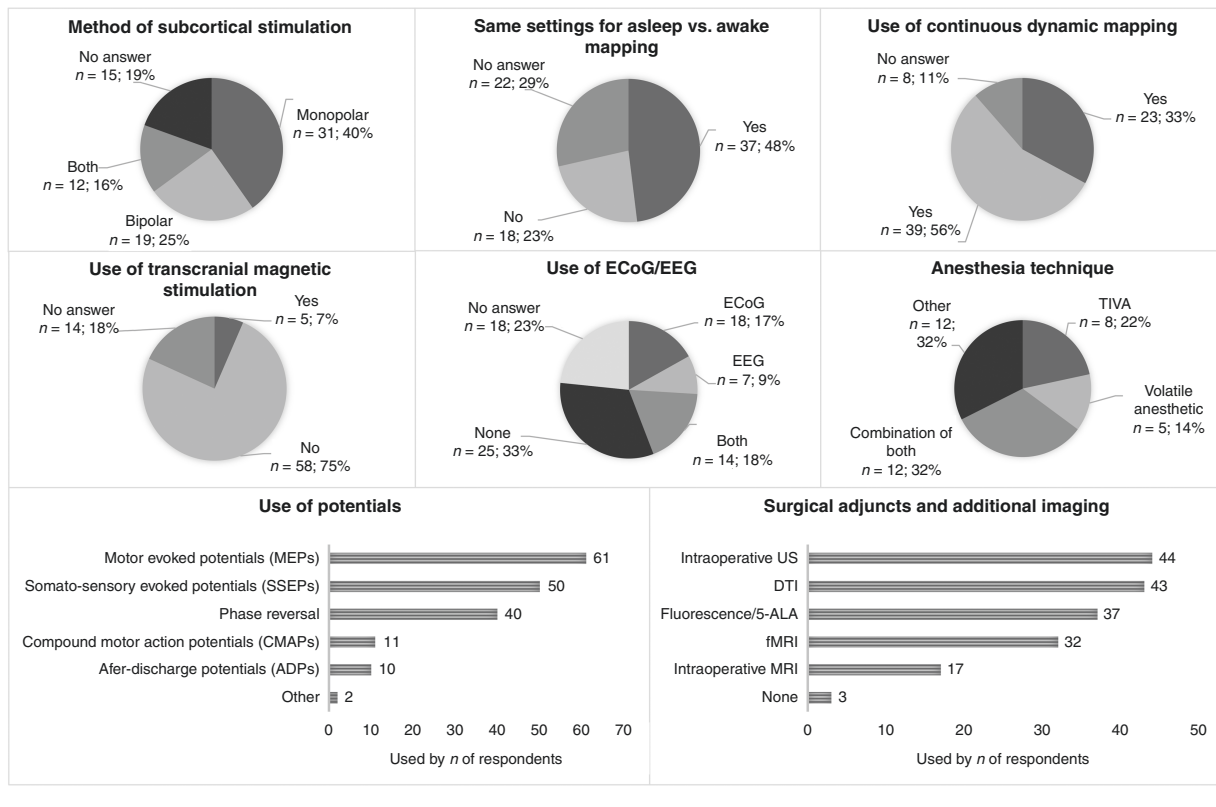 Method of subcortical stimulation
No answer
n = 15; 19%
Monopolar
n = 31; 40%
Both
n = 12; 16%
Bipolar
n = 19; 25%
Same settings for asleep vs. awake
mapping
No answer
n = 22; 29%
Yes
n = 37; 48%
No
n = 18; 23%
Use of continuous dynamic mapping
No answer
n = 8; 11%
Yes
n = 23; 33%
Yes
n = 39; 56%
Use of transcranial magnetic
stimulation
No answer
n = 14; 18%
Yes
n = 5; 7%
No
n = 58; 75%
Use of ECoG/EEG
No answer
n = 18; 23%
ECoG
n = 18; 17%
EEG
n = 7; 9%
None
n = 25; 33%
Both
n = 14; 18%
Anesthesia technique
Other
n = 12;
32%
TIVA
n = 8; 22%
Volatile
anesthetic
n = 5; 14%
Combination of
both
n = 12; 32%
Use of potentials
Motor evoked potentials (MEPs) 61
Somato-sensory evoked potentials (SSEPs) 50
Phase reversal 40
Compound motor action potentials (CMAPs) 11
Afer-discharge potentials (ADPs) 10
Other 2
0 10 20 30 40 50 60 70
Used by n of respondents
Surgical adjuncts and additional imaging
Intraoperative US 44
DTI 43
Fluorescence/5-ALA 37
fMRI 32
Intraoperative MRI 17
None 3
0 10 20 30 40 50
Used by n of respondents